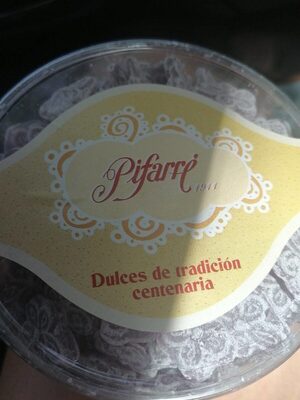 Pifarré
1911
Dulces de tradición
centenaria